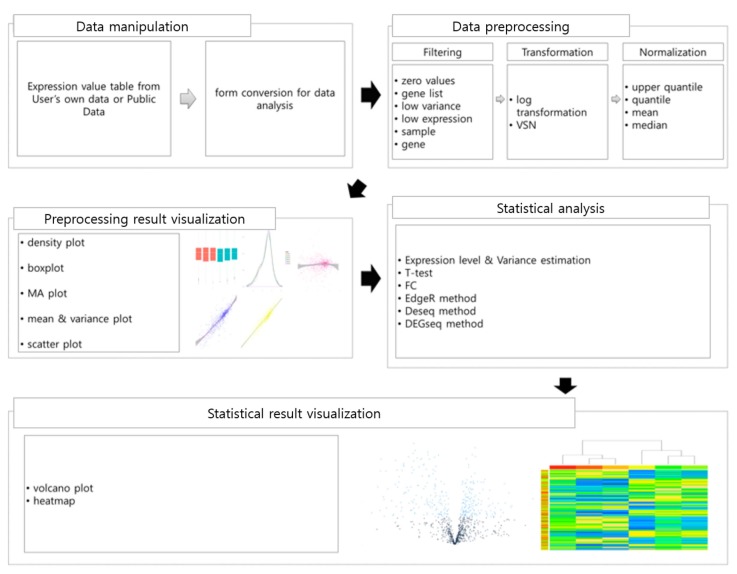 Data manipulation
Expression value table from
User's own data or Public
Data
form conversion for data
analysis
Data preprocessing
Filtering
• zero values
• gene list
• low variance
• low expression
• sample
• gene
Transformation
• log
transformation
• VSN
Normalization
• upper quantile
• quantile
• mean
• median
Preprocessing result visualization
• density plot
• boxplot
• MA plot
• mean & variance plot
• scatter plot
Statistical analysis
• Expression level & Variance estimation
• T-test
• FC
• EdgeR method
• Deseq method
• DEGseq method
Statistical result visualization
• volcano plot
• heatmap